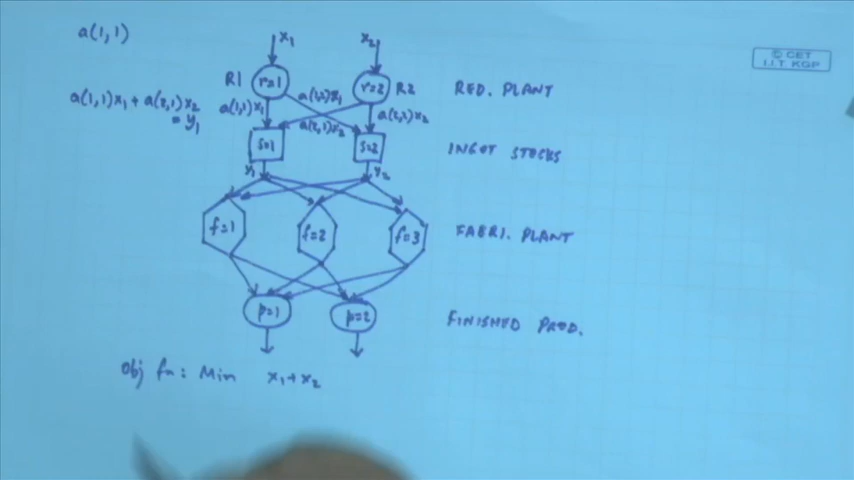 a(1,1)
x₁ x₂
© CET
I.I.T. KGP
R1 r=1 r=2 R2 RED. PLANT
a(1,1)x₁ + a(2,1)x₂
= y₁
a(1,1)x₁ a(1,2)x₁ a(2,1)x₂ a(2,2)x₂
s=1 s=2 INGOT STOCKS
y₁ y₂
f=1 f=2 f=3 FABRI. PLANT
p=1 p=2 FINISHED PROD.
Obj fn: Min x₁+x₂